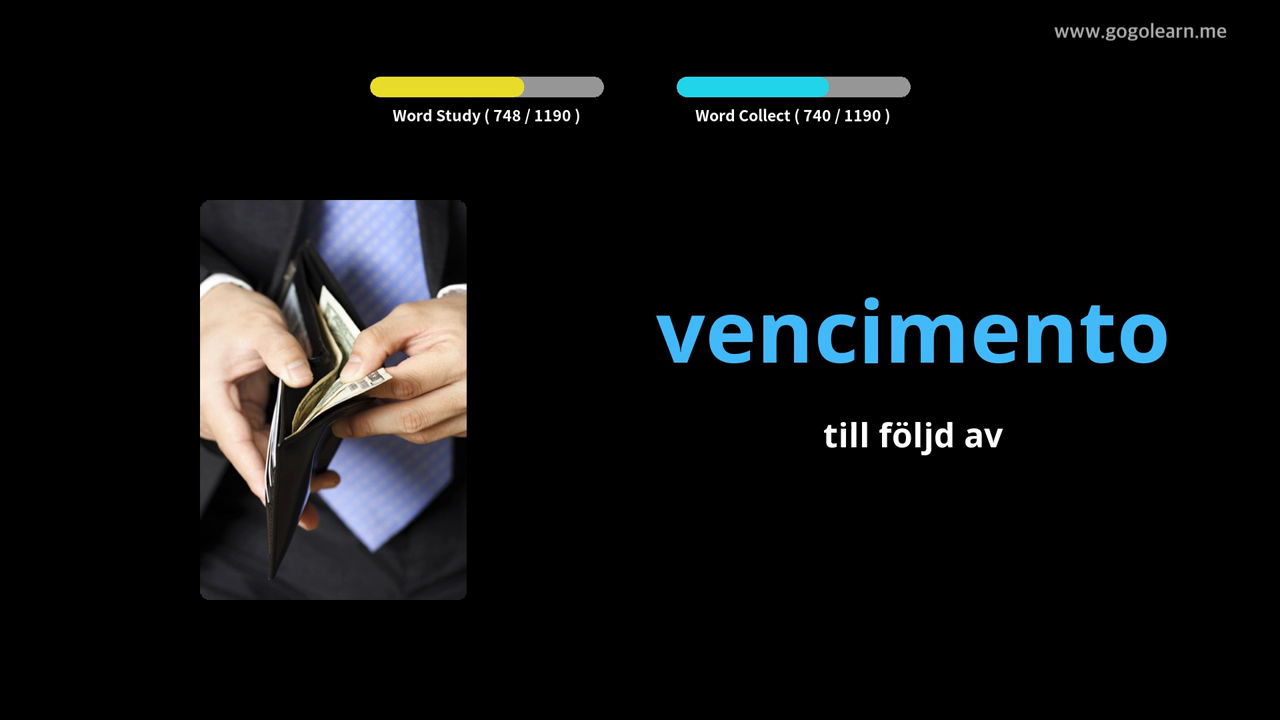 www.gogolearn.me
Word Study ( 748 / 1190 )
Word Collect ( 740 / 1190 )
vencimento
till följd av